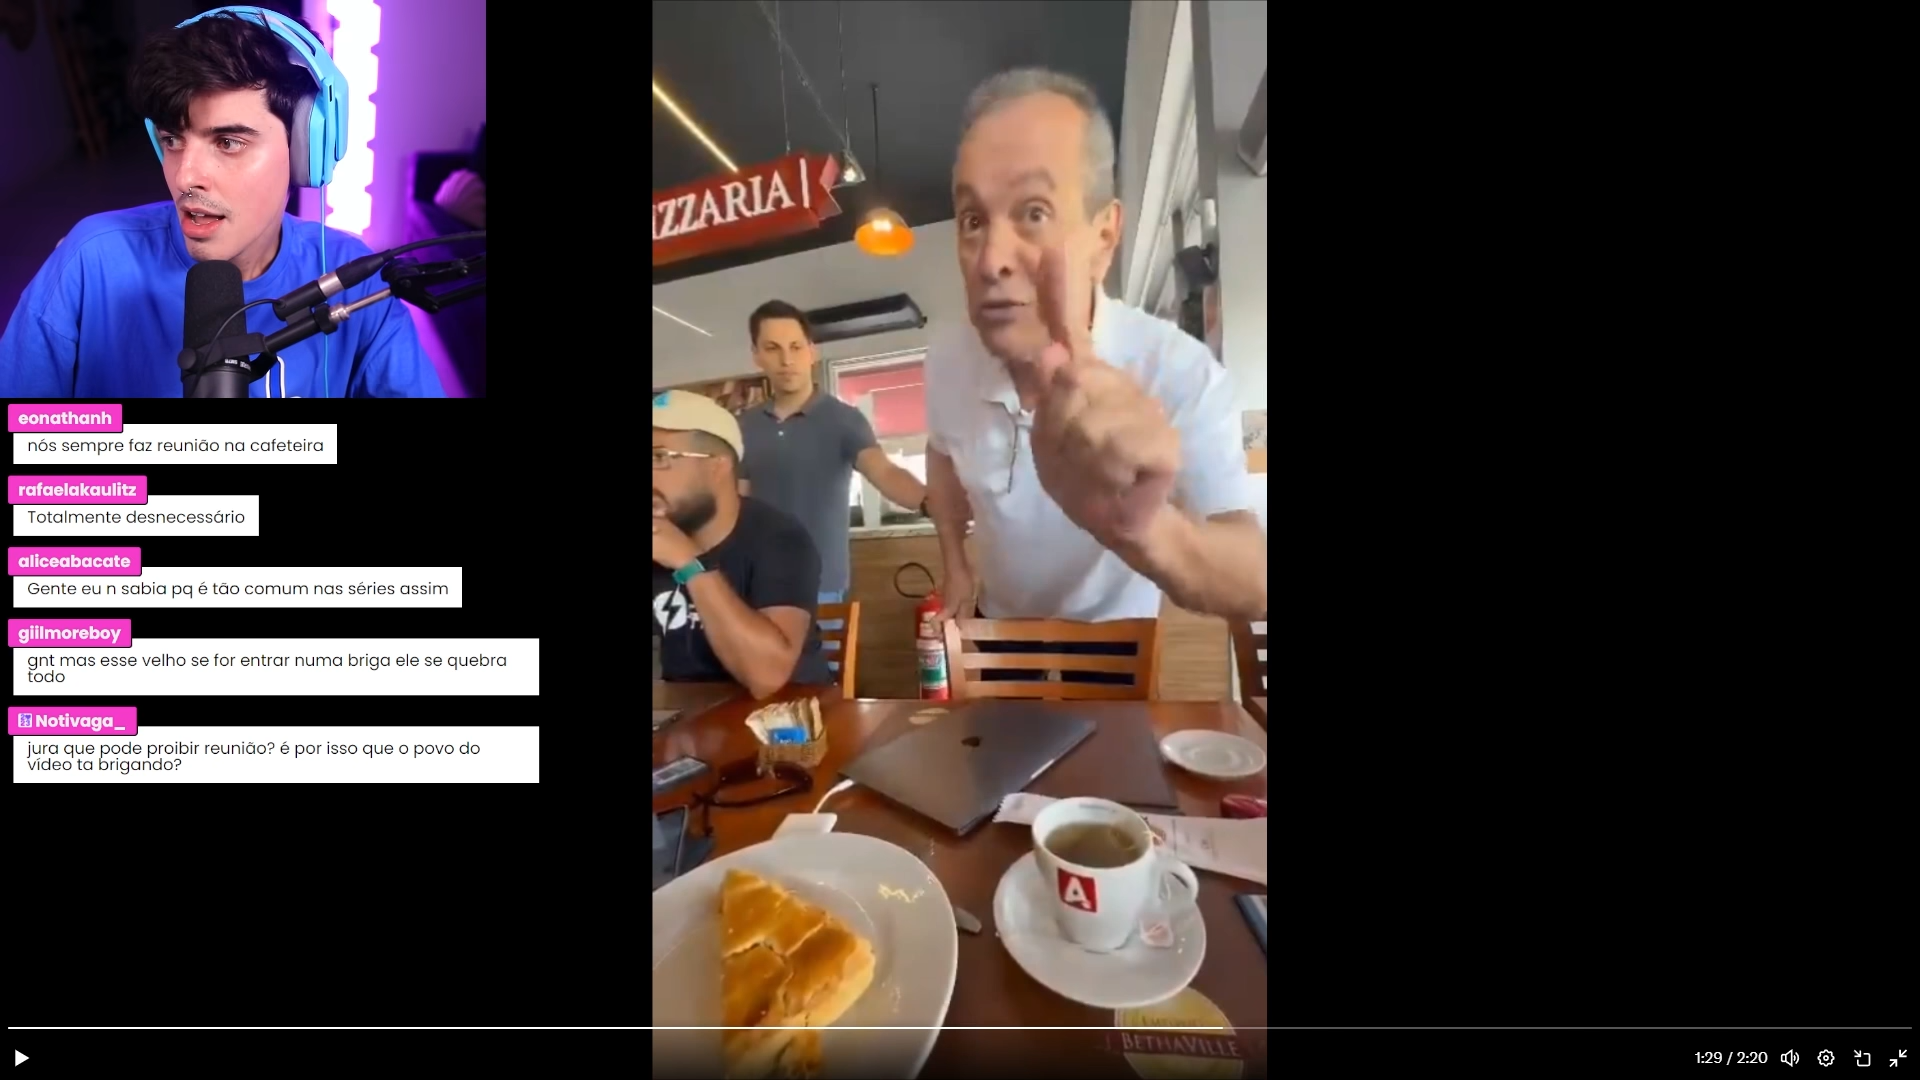 IZZARIA
eonathanh
nós sempre faz reunião na cafeteira
rafaelakaulitz
Totalmente desnecessário
aliceabacate
Gente eu n sabia pq é tão comum nas séries assim
giilmoreboy
gnt mas esse velho se for entrar numa briga ele se quebra
todo
Notivaga_
jura que pode proibir reunião? é por isso que o povo do
vídeo ta brigando?
A
BETHAVILLE
1:29 / 2:20